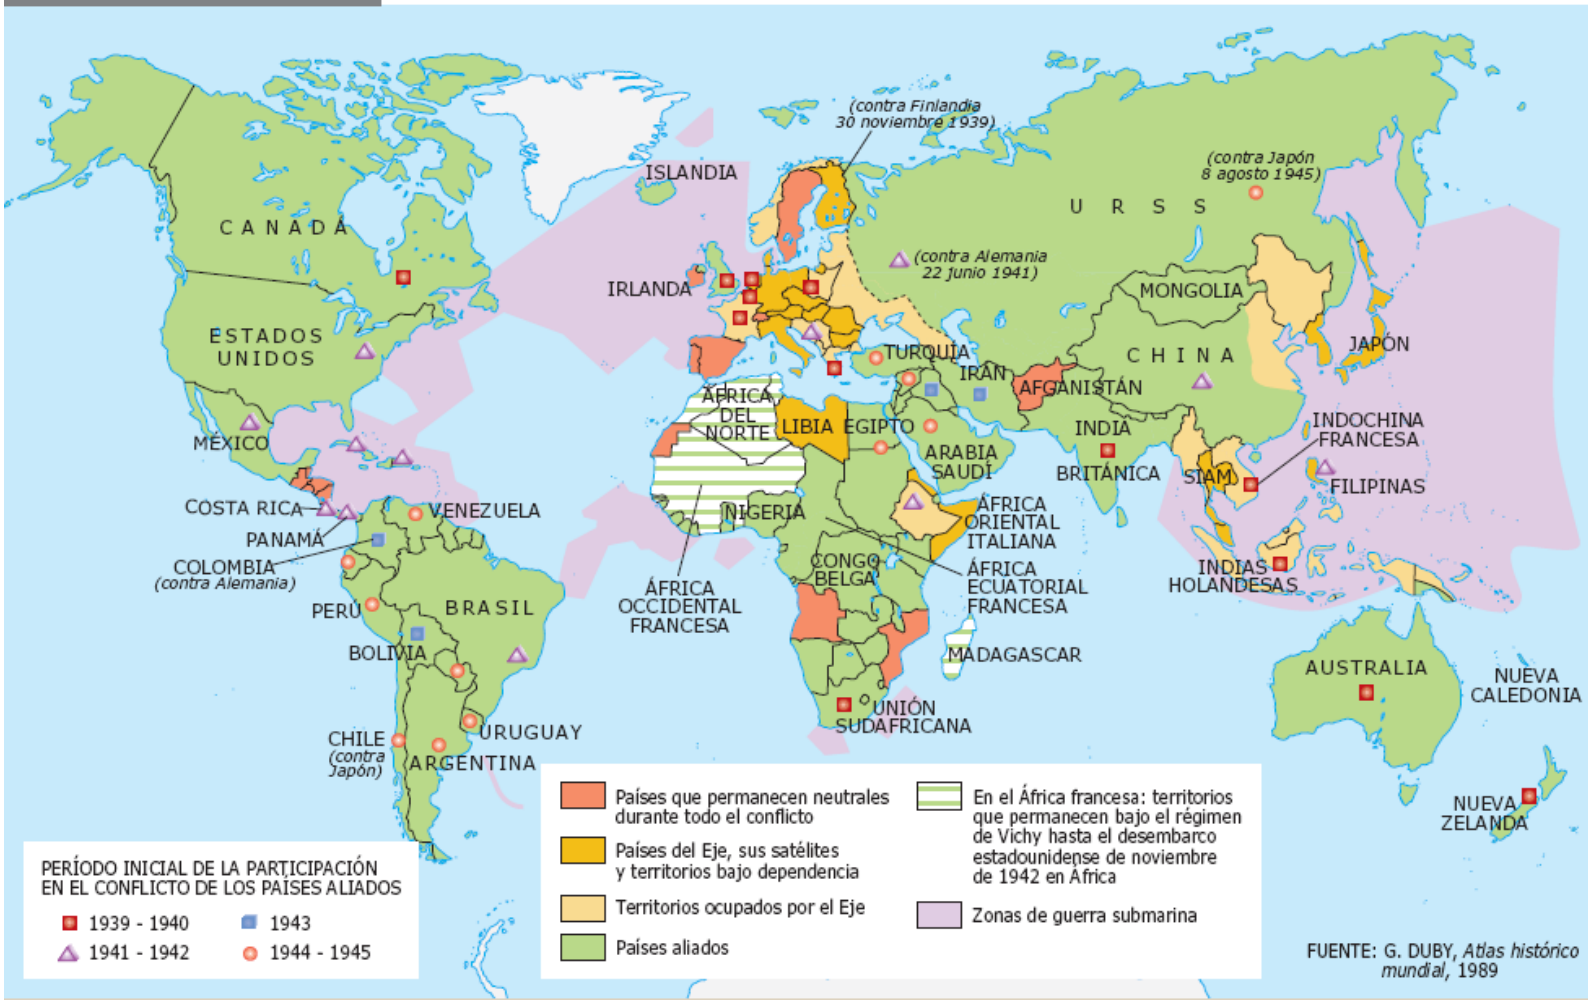 (contra Finlandia
30 noviembre 1939)
ISLANDIA
(contra Japón
8 agosto 1945)
U R S S
CANADÁ
(contra Alemania
22 junio 1941)
IRLANDA
MONGOLIA
ESTADOS
UNIDOS
TURQUÍA
CHINA
JAPÓN
IRÁN
AFGANISTÁN
ÁFRICA
DEL
NORTE
LIBIA
EGIPTO
INDOCHINA
FRANCESA
MÉXICO
INDIA
BRITÁNICA
ARABIA
SAUDÍ
SIAM
FILIPINAS
COSTA RICA
VENEZUELA
NIGERIA
ÁFRICA
ORIENTAL
ITALIANA
PANAMÁ
COLOMBIA
(contra Alemania)
CONGO
BELGA
ÁFRICA
ECUATORIAL
FRANCESA
INDIAS
HOLANDESAS
ÁFRICA
OCCIDENTAL
FRANCESA
PERÚ
BRASIL
BOLIVIA
MADAGASCAR
AUSTRALIA
NUEVA
CALEDONIA
UNIÓN
SUDAFRICANA
URUGUAY
CHILE
(contra
Japón)
ARGENTINA
NUEVA
ZELANDA
PERÍODO INICIAL DE LA PARTICIPACIÓN
EN EL CONFLICTO DE LOS PAÍSES ALIADOS
1939 - 1940
1943
1941 - 1942
1944 - 1945
Países que permanecen neutrales
durante todo el conflicto
Países del Eje, sus satélites
y territorios bajo dependencia
Territorios ocupados por el Eje
Países aliados
En el África francesa: territorios
que permanecen bajo el régimen
de Vichy hasta el desembarco
estadounidense de noviembre
de 1942 en África
Zonas de guerra submarina
FUENTE: G. DUBY, Atlas histórico
mundial, 1989